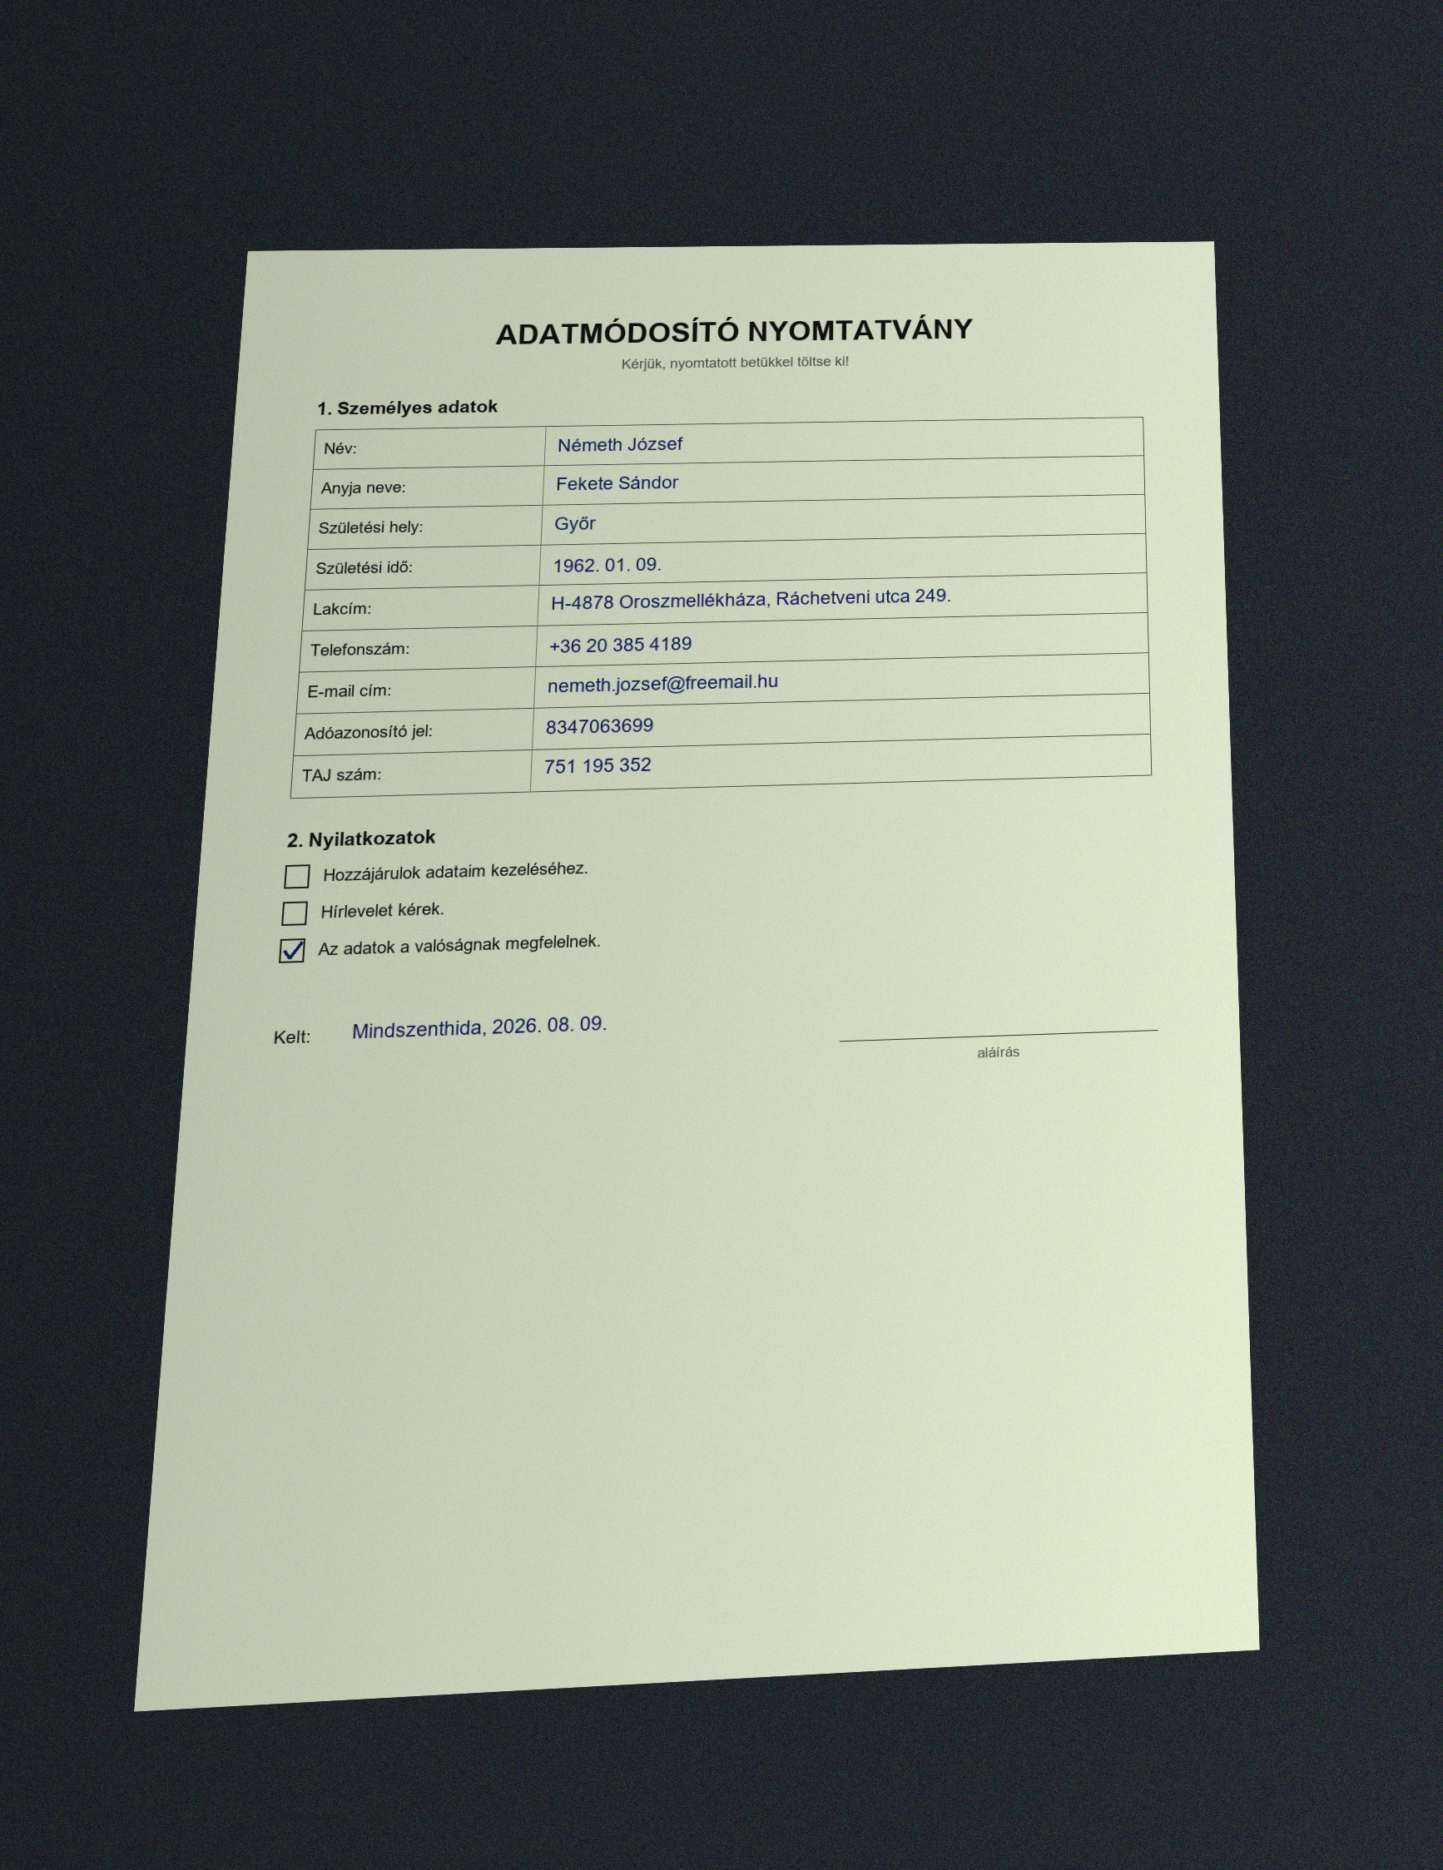 ADATMÓDOSÍTÓ NYOMTATVÁNY
Kérjük, nyomtatott betűkkel töltse ki!
1. Személyes adatok
Név: Németh József
Anyja neve: Fekete Sándor
Születési hely: Győr
Születési idő: 1962. 01. 09.
Lakcím: H-4878 Oroszmellékháza, Ráchetveni utca 249.
Telefonszám: +36 20 385 4189
E-mail cím: nemeth.jozsef@freemail.hu
Adóazonosító jel: 8347063699
TAJ szám: 751 195 352
2. Nyilatkozatok
Hozzájárulok adataim kezeléséhez.
Hírlevelet kérek.
Az adatok a valóságnak megfelelnek.
Kelt: Mindszenthida, 2026. 08. 09.
aláírás